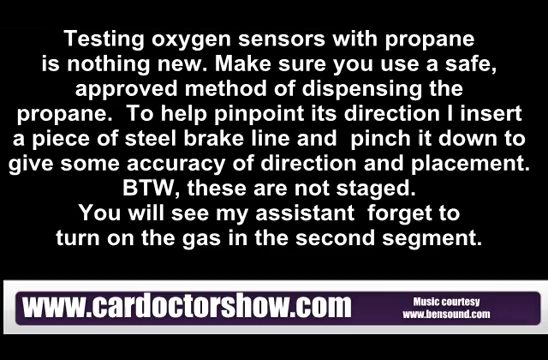 Testing oxygen sensors with propane
is nothing new. Make sure you use a safe,
approved method of dispensing the
propane. To help pinpoint its direction I insert
a piece of steel brake line and pinch it down to
give some accuracy of direction and placement.
BTW, these are not staged.
You will see my assistant forget to
turn on the gas in the second segment.
www.cardoctorshow.com
Music courtesy
www.bensound.com